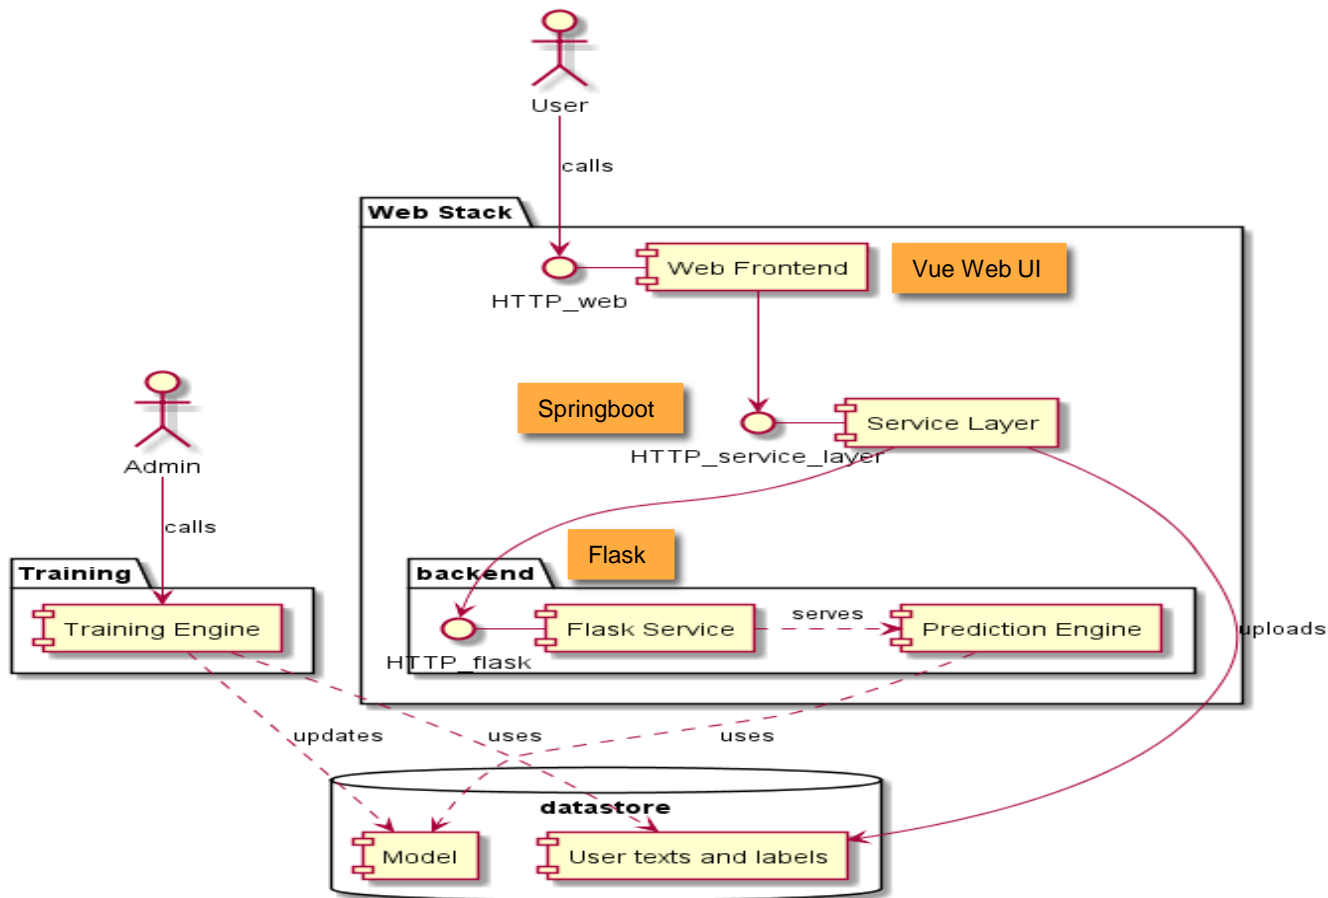 User
calls
Web Stack
Web Frontend
Vue Web UI
HTTP_web
Springboot
Service Layer
HTTP_service_layer
Admin
calls
Flask
Training
backend
Training Engine
Flask Service
serves
Prediction Engine
uploads
HTTP_flask
updates
uses
uses
datastore
Model
User texts and labels